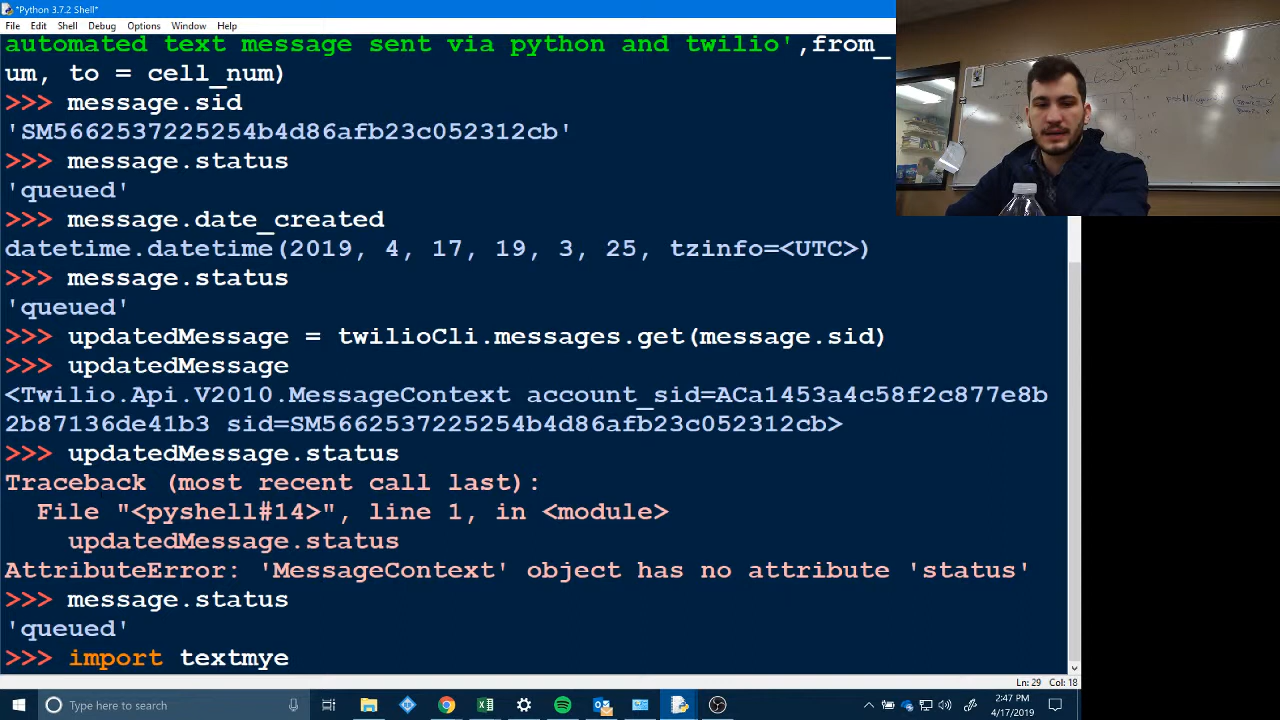 *Python 3.7.2 Shell*
File Edit Shell Debug Options Window Help
automated text message sent via python and twilio',from_
um, to = cell_num)
>>> message.sid
'SM5662537225254b4d86afb23c052312cb'
>>> message.status
'queued'
>>> message.date_created
datetime.datetime(2019, 4, 17, 19, 3, 25, tzinfo=<UTC>)
>>> message.status
'queued'
>>> updatedMessage = twilioCli.messages.get(message.sid)
>>> updatedMessage
<Twilio.Api.V2010.MessageContext account_sid=ACa1453a4c58f2c877e8b
2b87136de41b3 sid=SM5662537225254b4d86afb23c052312cb>
>>> updatedMessage.status
Traceback (most recent call last):
File "<pyshell#14>", line 1, in <module>
updatedMessage.status
AttributeError: 'MessageContext' object has no attribute 'status'
>>> message.status
'queued'
>>> import textmye
Ln: 29 Col: 18
Type here to search
2:47 PM
4/17/2019